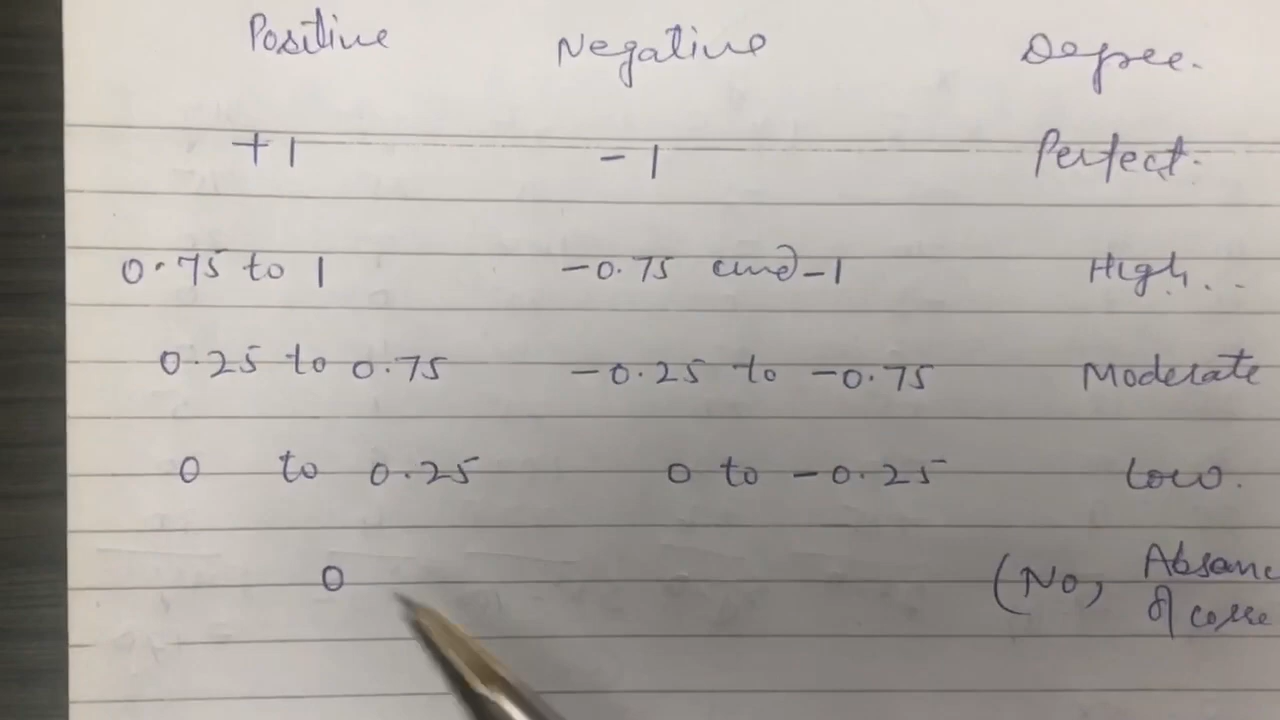 Positive Negative Degree.
+1 -1 Perfect.
0.75 to 1 -0.75 and -1 High..
0.25 to 0.75 -0.25 to -0.75 Moderate
0 to 0.25 0 to -0.25 Low.
0 (No, Absenc
of corre